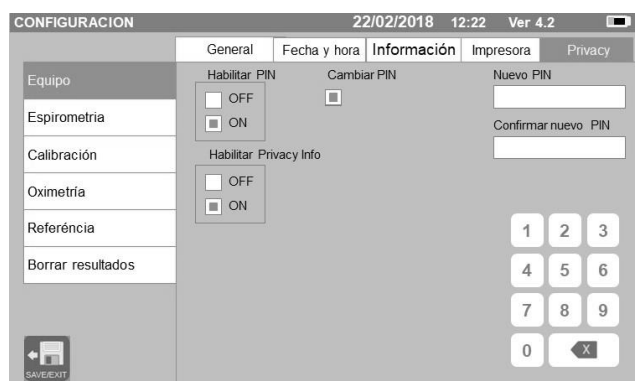 CONFIGURACION 22/02/2018 12:22 Ver 4.2
General Fecha y hora Información Impresora Privacy
Equipo
Espirometria
Calibración
Oximetría
Referéncia
Borrar resultados
SAVE/EXIT
Habilitar PIN
OFF
ON
Cambiar PIN
Habilitar Privacy Info
OFF
ON
Nuevo PIN
Confirmar nuevo PIN
1 2 3
4 5 6
7 8 9
0 X